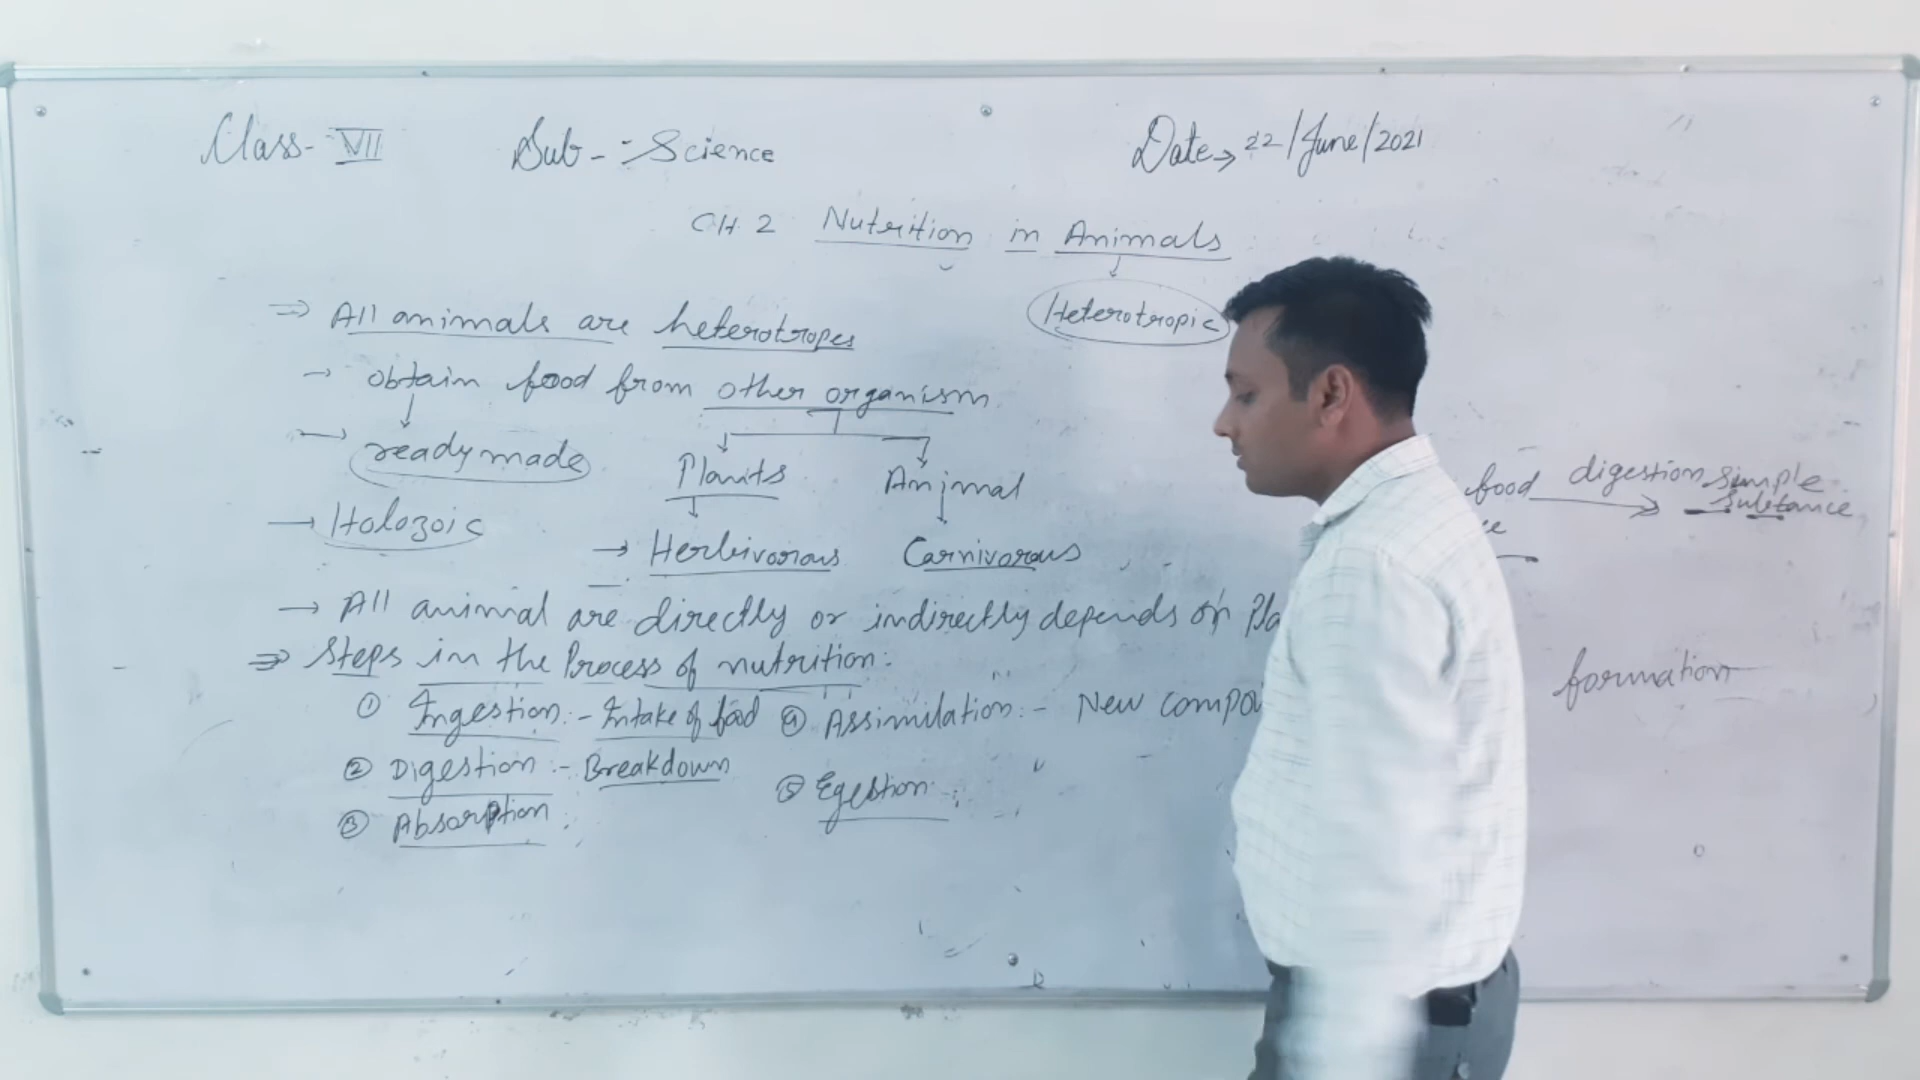 Class- VII Sub-:- Science Date→ 22/June/2021
CH 2 Nutrition in Animals
Heterotropic
⇒ All animals are heterotropes
→ obtain food from other organism
→ readymade
Plants Animal
food digestion simple substance
→ Holozoic
→ Herbivorous Carnivorous
→ All animal are directly or indirectly depends on Pla
⇒ Steps in the Process of nutrition:
① Ingestion:- Intake of food ④ Assimilation:- New compo formation
② Digestion:- Breakdown
⑤ Egestion:
③ Absorption: